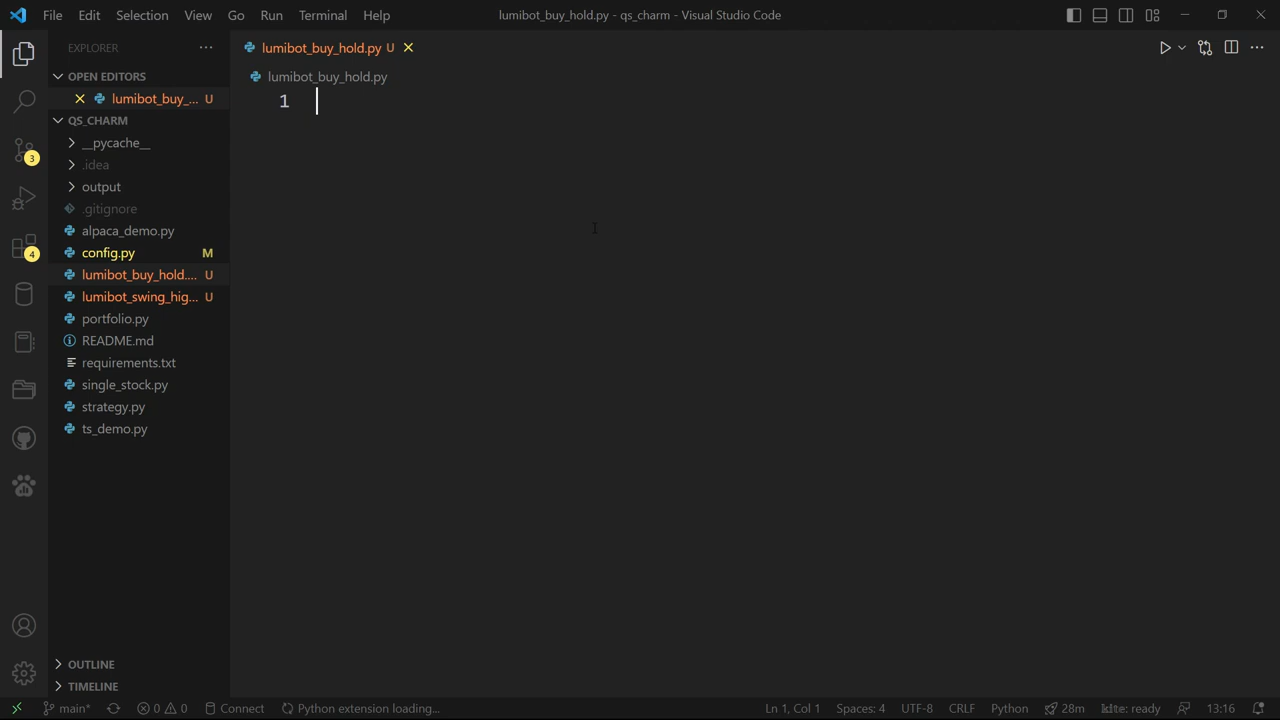 File Edit Selection View Go Run Terminal Help lumibot_buy_hold.py - qs_charm - Visual Studio Code
EXPLORER
lumibot_buy_hold.py U
OPEN EDITORS
lumibot_buy_... U
lumibot_buy_hold.py
1
QS_CHARM
__pycache__
3
.idea
output
.gitignore
alpaca_demo.py
4
config.py M
lumibot_buy_hold.... U
lumibot_swing_hig... U
portfolio.py
README.md
requirements.txt
single_stock.py
strategy.py
ts_demo.py
OUTLINE
TIMELINE
main* 0 0 Connect Python extension loading... Ln 1, Col 1 Spaces: 4 UTF-8 CRLF Python 28m ready 13:16